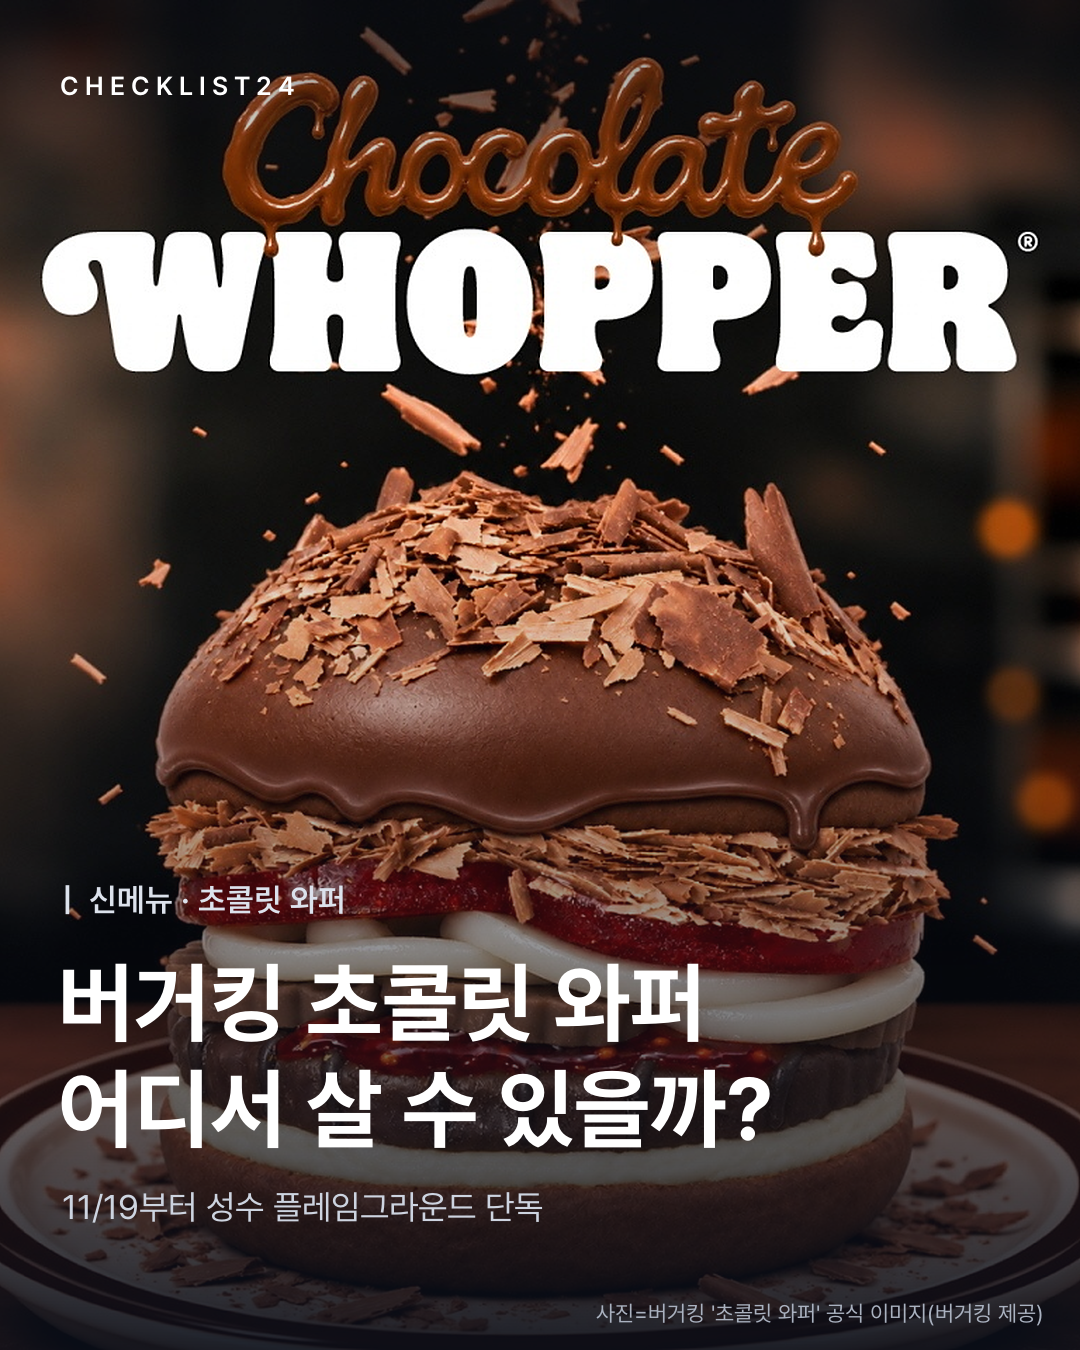 CHECKLIST24
Chocolate
WHOPPER®
| 신메뉴 · 초콜릿 와퍼
버거킹 초콜릿 와퍼
어디서 살 수 있을까?
11/19부터 성수 플레임그라운드 단독
사진=버거킹 '초콜릿 와퍼' 공식 이미지(버거킹 제공)